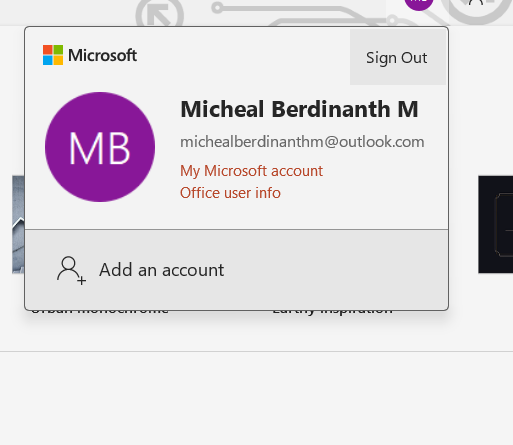 Microsoft
Sign Out
MB
Micheal Berdinanth M
michealberdinanthm@outlook.com
My Microsoft account
Office user info
Add an account
Urban monochrome
Earthy inspiration